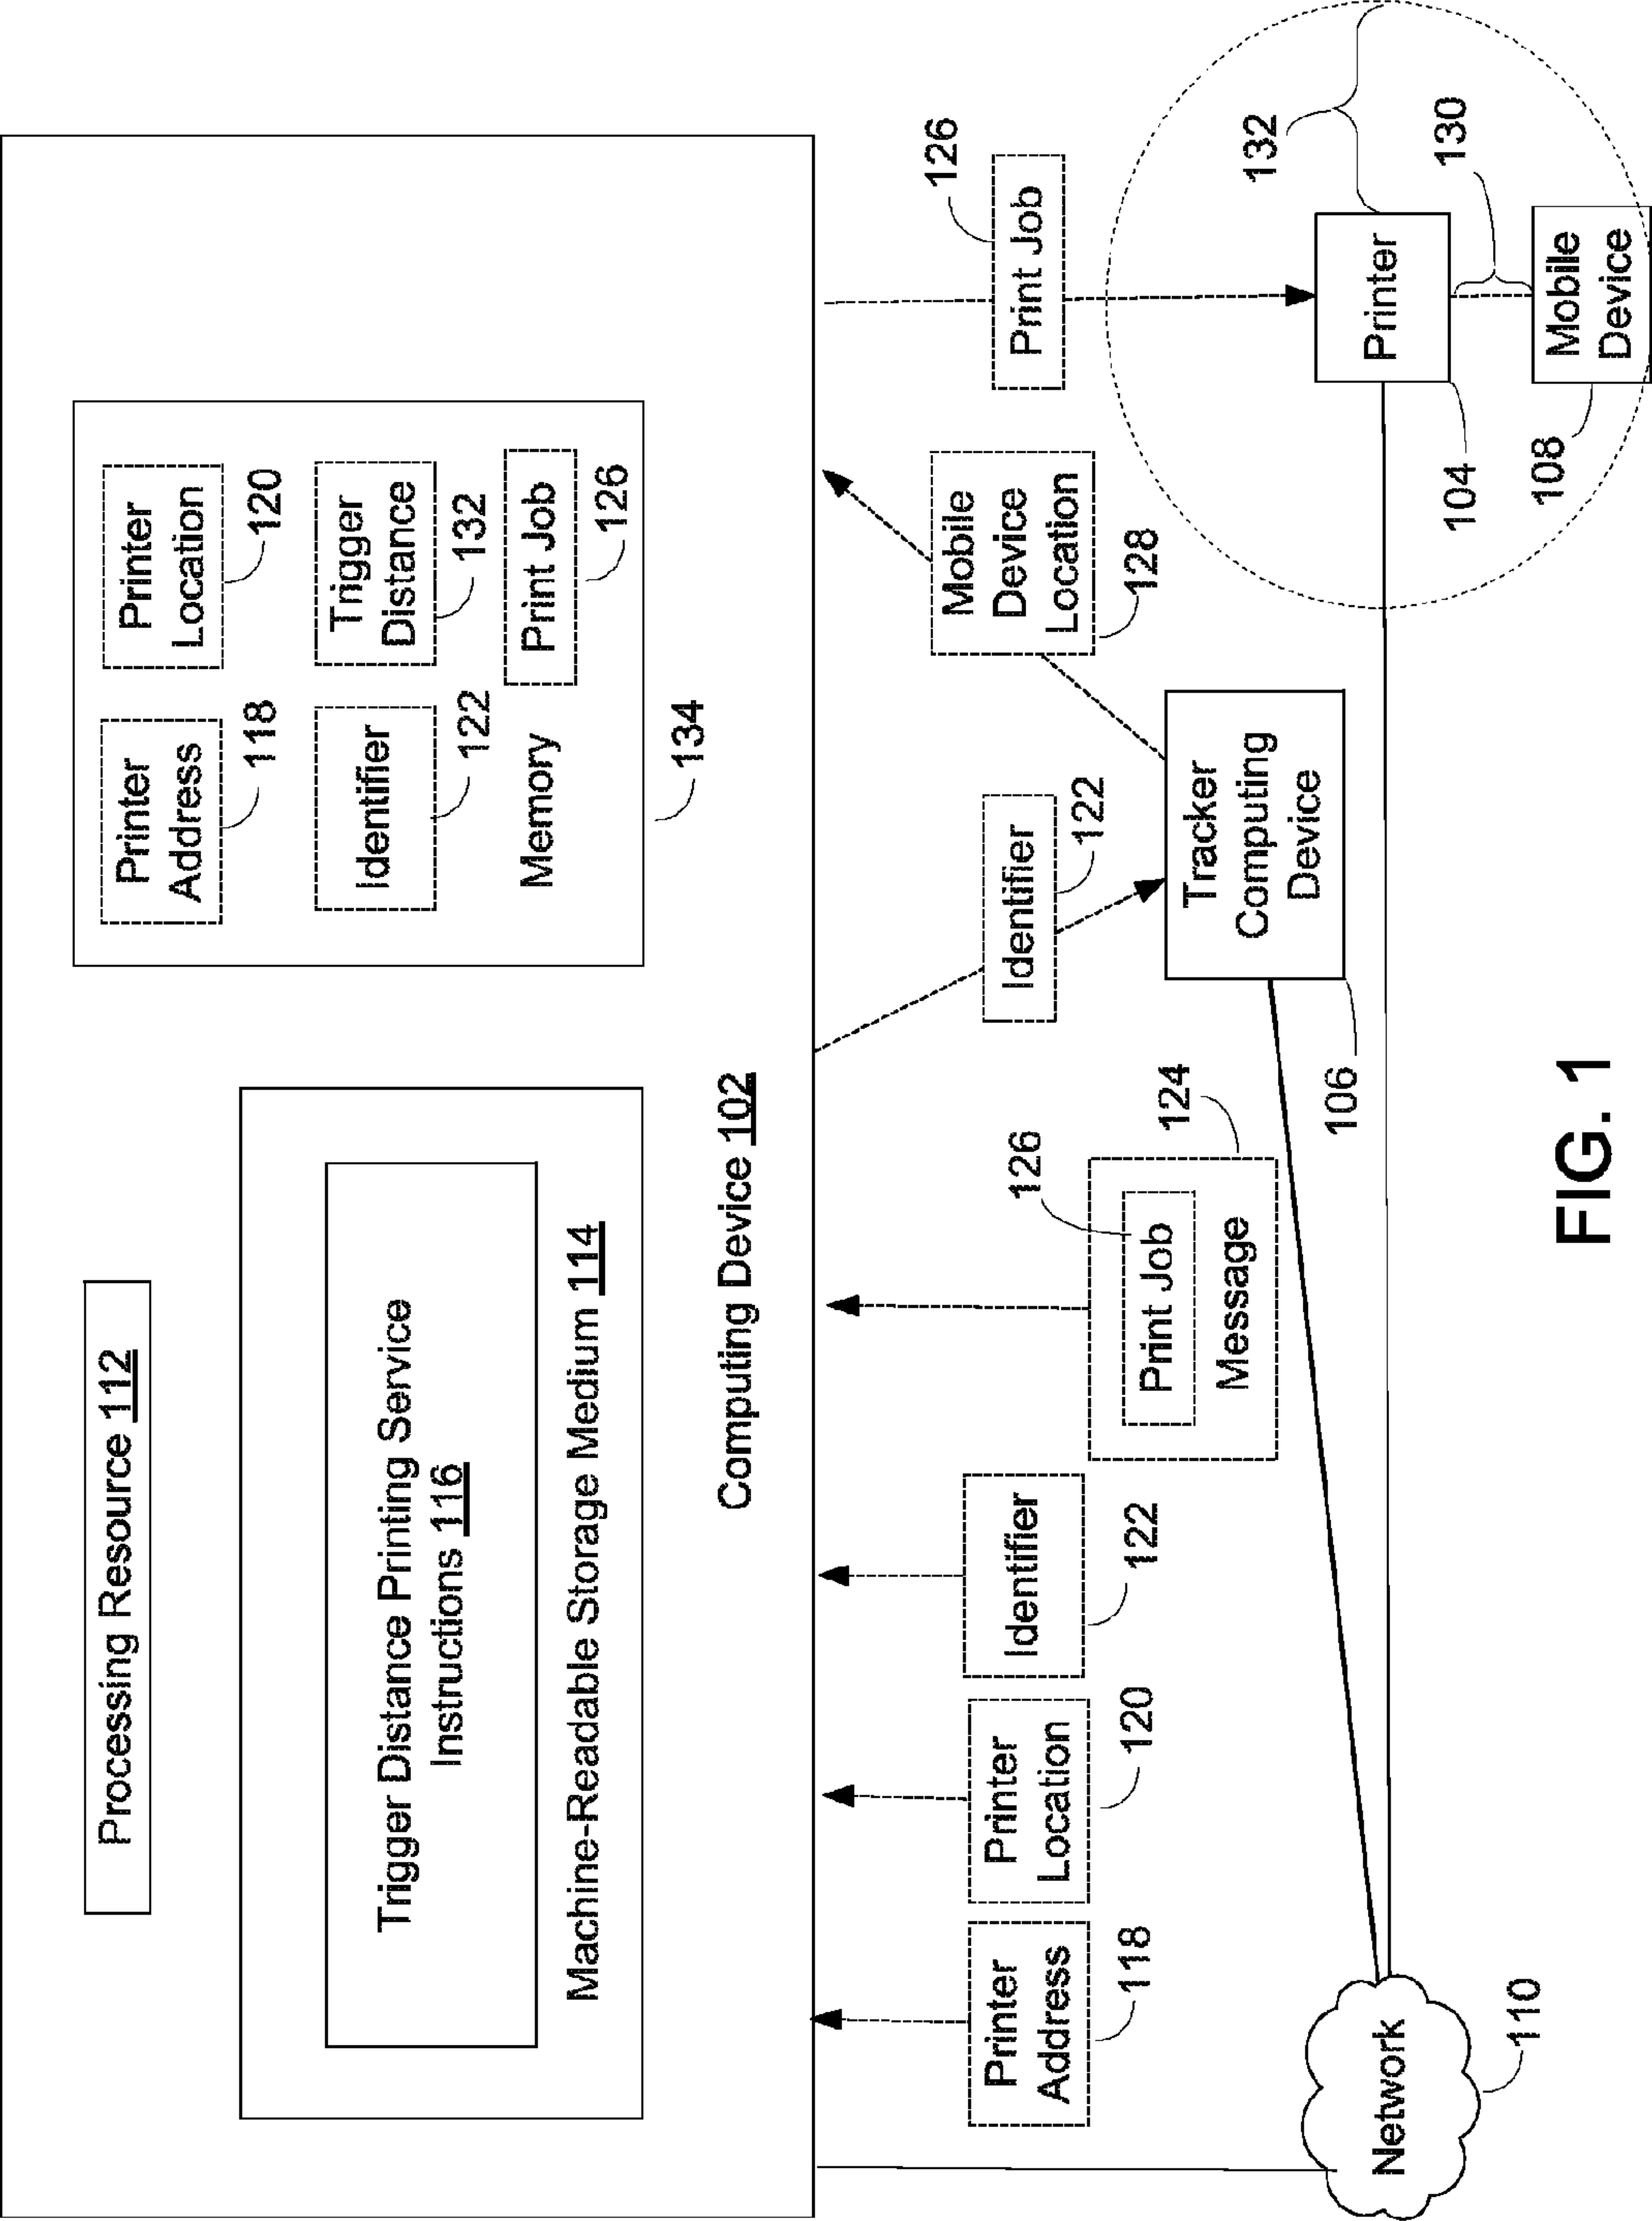 Processing Resource 112
Trigger Distance Printing Service
Instructions 116
Machine-Readable Storage Medium 114
Printer
Address
118
Printer
Location
120
Identifier
122
Trigger
Distance
132
Memory
Print Job
126
134
Computing Device 102
Printer
Address
118
Printer
Location
120
Identifier
122
Print Job
126
Message
124
Identifier
122
Mobile
Device
Location
128
Print Job
126
Tracker
Computing
Device
106
Printer
104
132
130
Mobile
Device
108
Network
110
FIG. 1